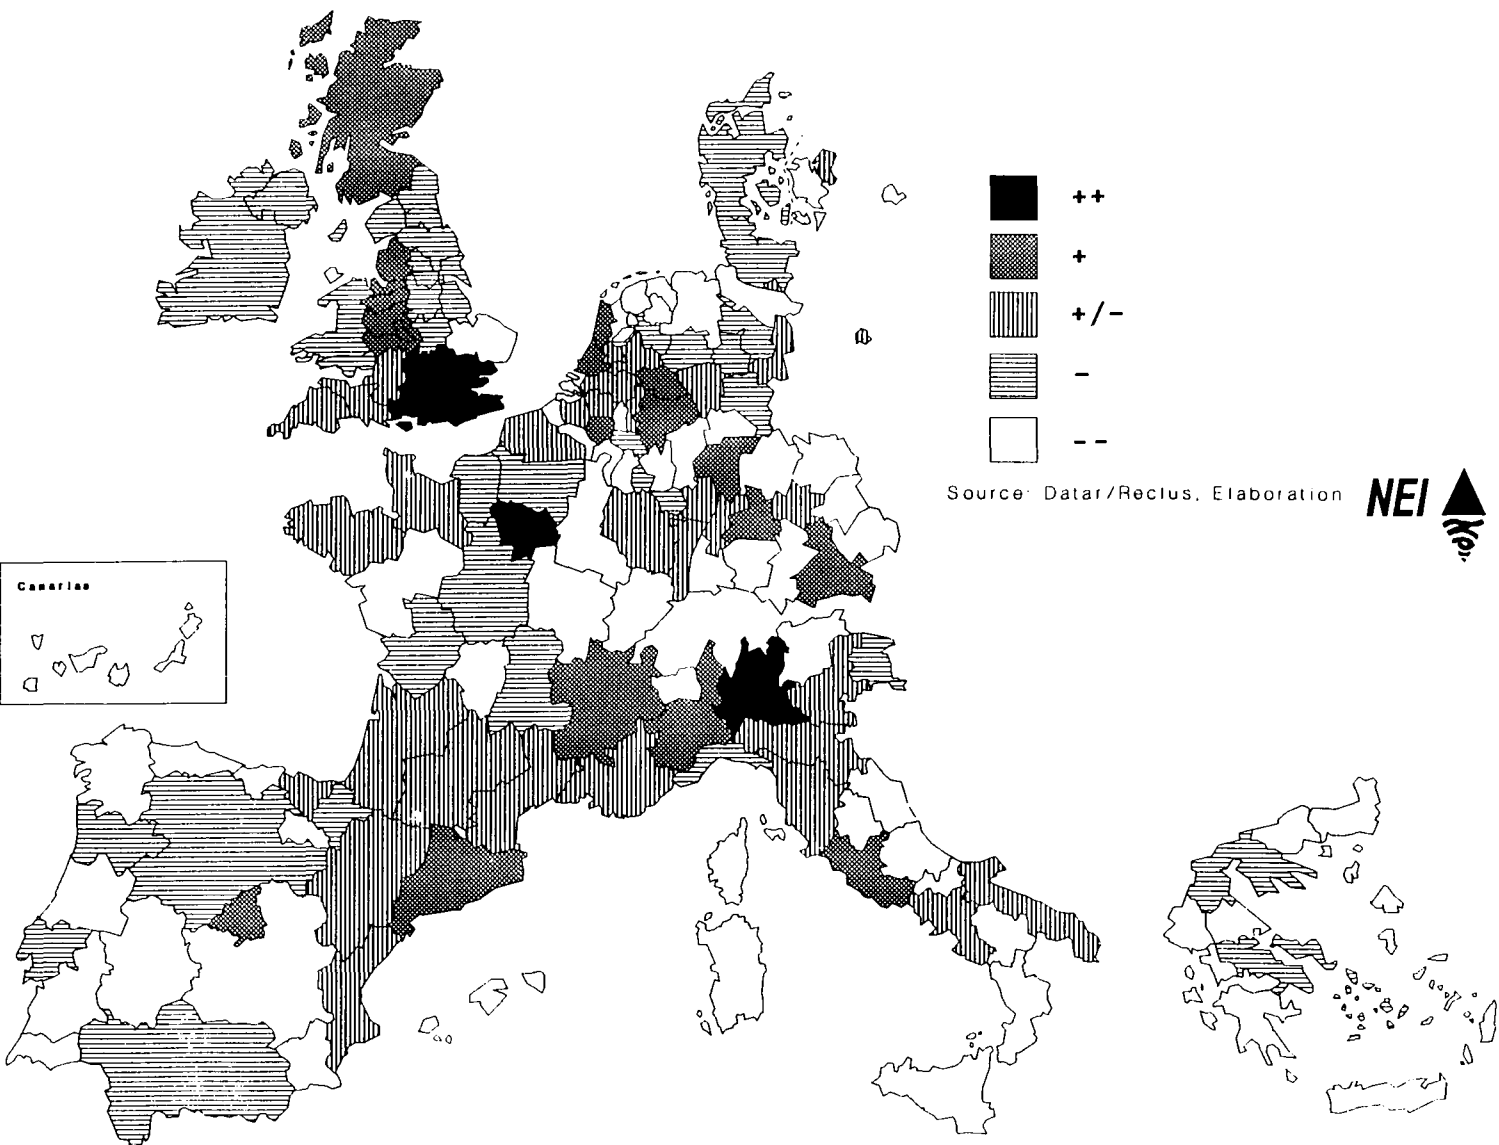 ++
+
+/-
-
--
Source: Datar/Reclus, Elaboration NEI
Canarias